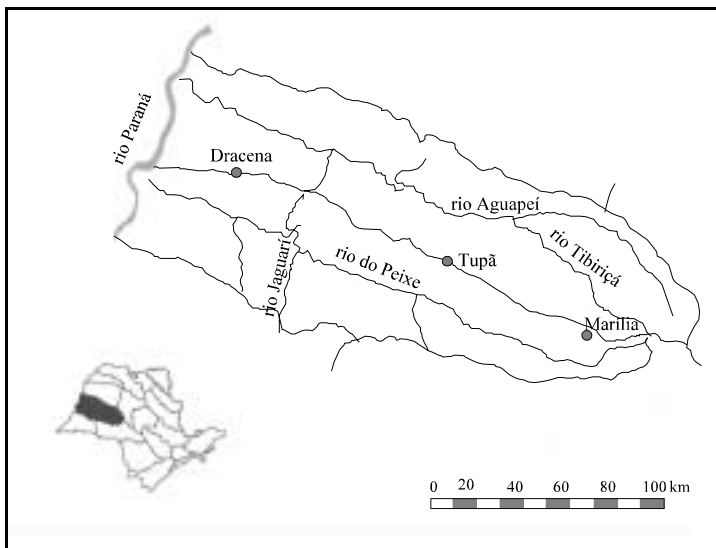 rio Paraná
Dracena
rio Aguapeí
rio Tibiriçá
Tupã
rio do Peixe
rio Jaguarí
Marília
0 20 40 60 80 100 km